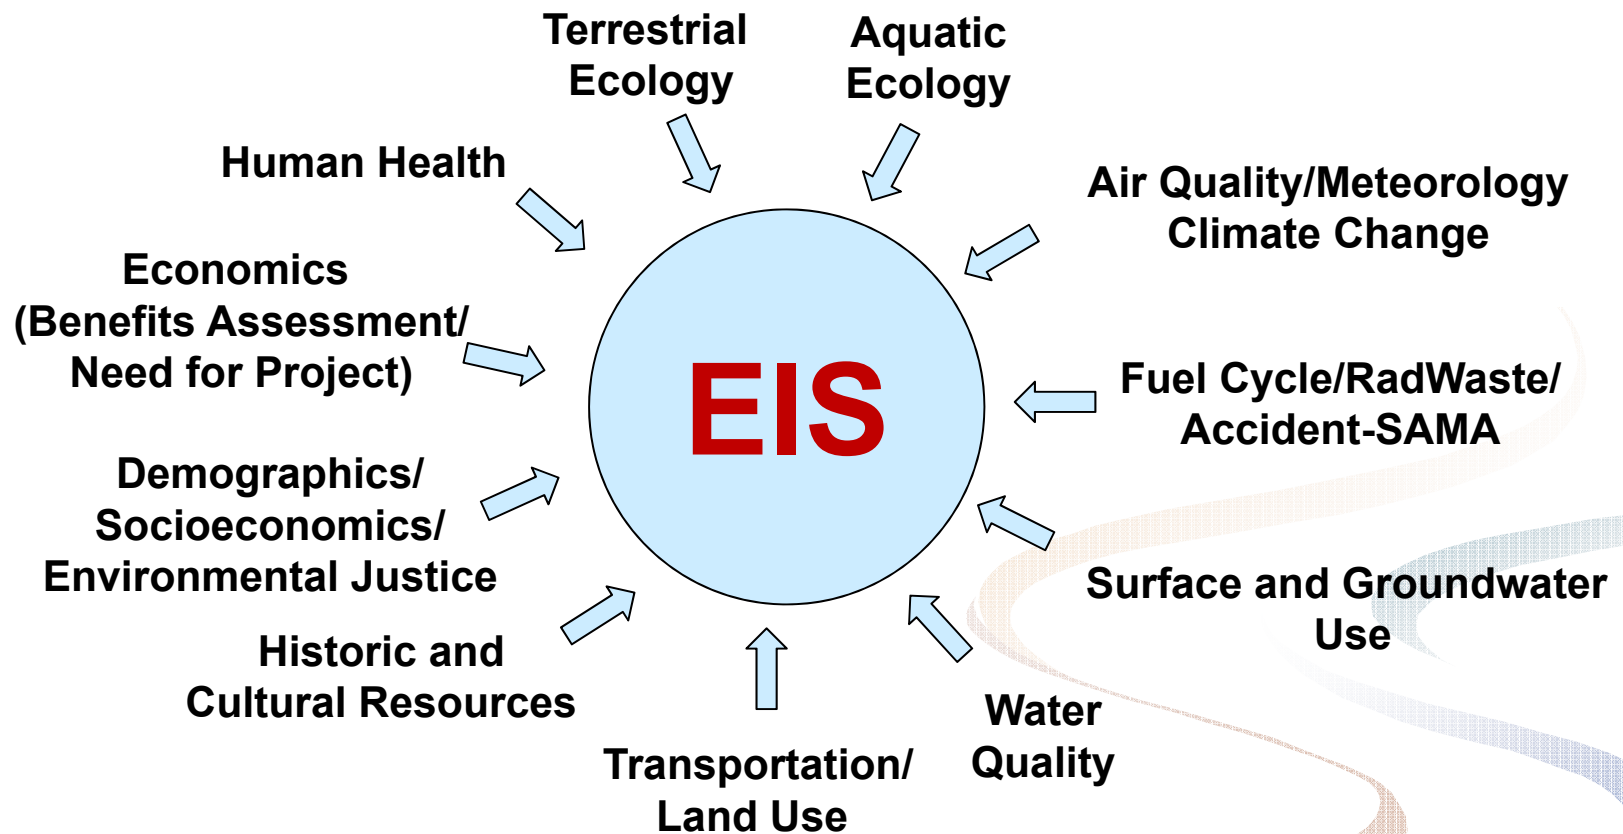 Terrestrial
Ecology
Aquatic
Ecology
Human Health
Air Quality/Meteorology
Climate Change
Economics
(Benefits Assessment/
Need for Project)
EIS
Fuel Cycle/RadWaste/
Accident-SAMA
Demographics/
Socioeconomics/
Environmental Justice
Surface and Groundwater
Use
Historic and
Cultural Resources
Water
Quality
Transportation/
Land Use